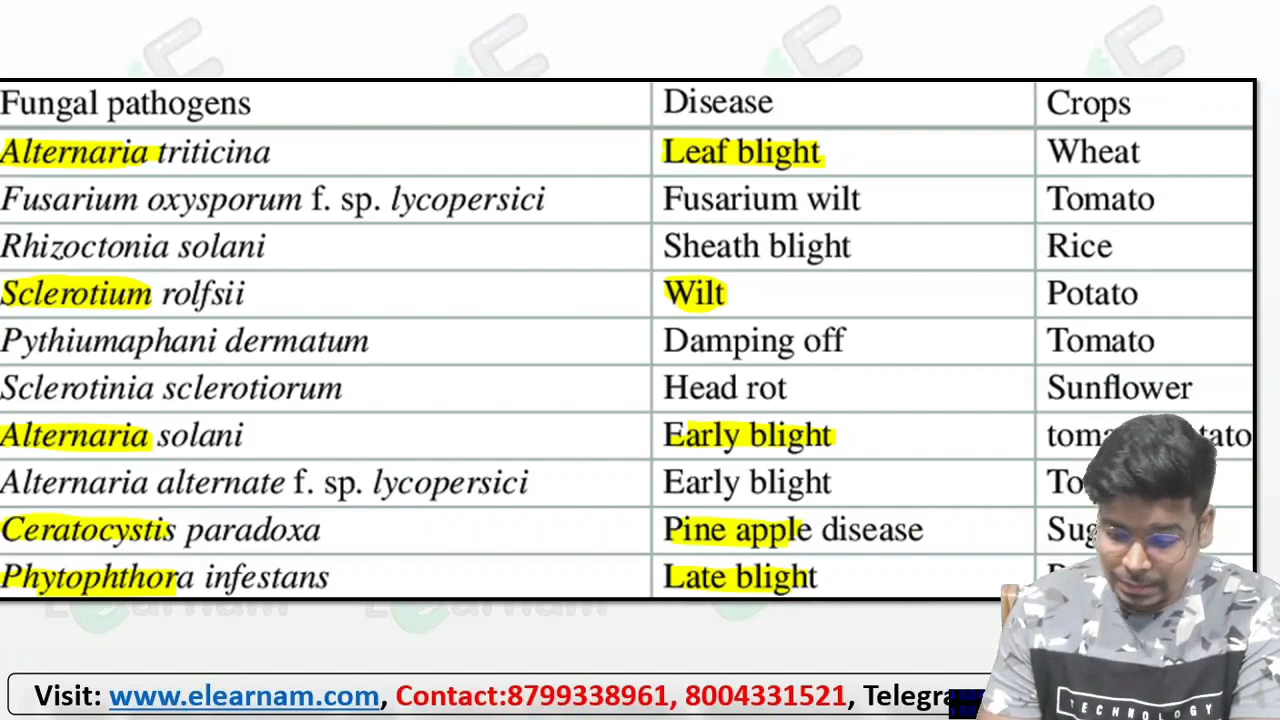 Fungal pathogens Disease Crops
Alternaria triticina Leaf blight Wheat
Fusarium oxysporum f. sp. lycopersici Fusarium wilt Tomato
Rhizoctonia solani Sheath blight Rice
Sclerotium rolfsii Wilt Potato
Pythiumaphani dermatum Damping off Tomato
Sclerotinia sclerotiorum Head rot Sunflower
Alternaria solani Early blight
Alternaria alternate f. sp. lycopersici Early blight
Ceratocystis paradoxa Pine apple disease
Phytophthora infestans Late blight
Elearnam Elearnam
Visit: www.elearnam.com, Contact:8799338961, 8004331521,
TECHNOLOGY